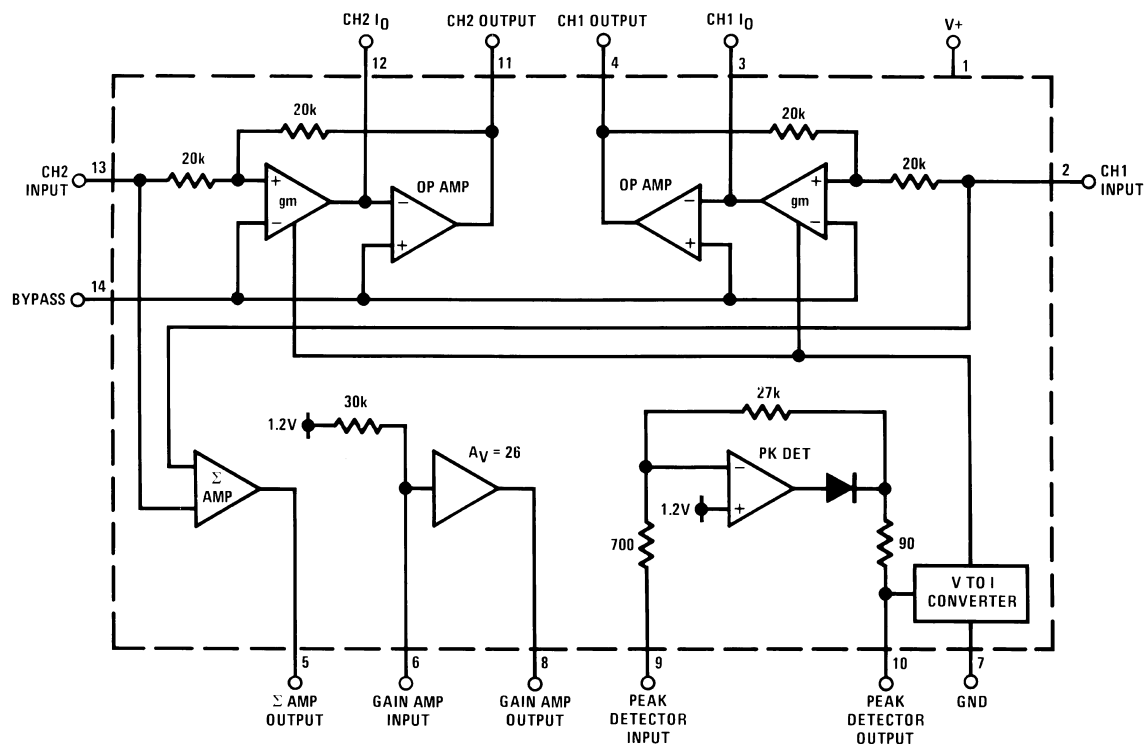 CH2 IO
CH2 OUTPUT
CH1 OUTPUT
CH1 IO
V+
12
11
4
3
1
20k
20k
20k
20k
CH2
INPUT
13
+
gm
−
OP AMP
−
+
OP AMP
−
+
+
gm
−
2
CH1
INPUT
BYPASS
14
1.2V
30k
27k
Σ
AMP
AV = 26
PK DET
−
+
1.2V
700
90
V TO I
CONVERTER
5
6
8
9
10
7
Σ AMP
OUTPUT
GAIN AMP
INPUT
GAIN AMP
OUTPUT
PEAK
DETECTOR
INPUT
PEAK
DETECTOR
OUTPUT
GND